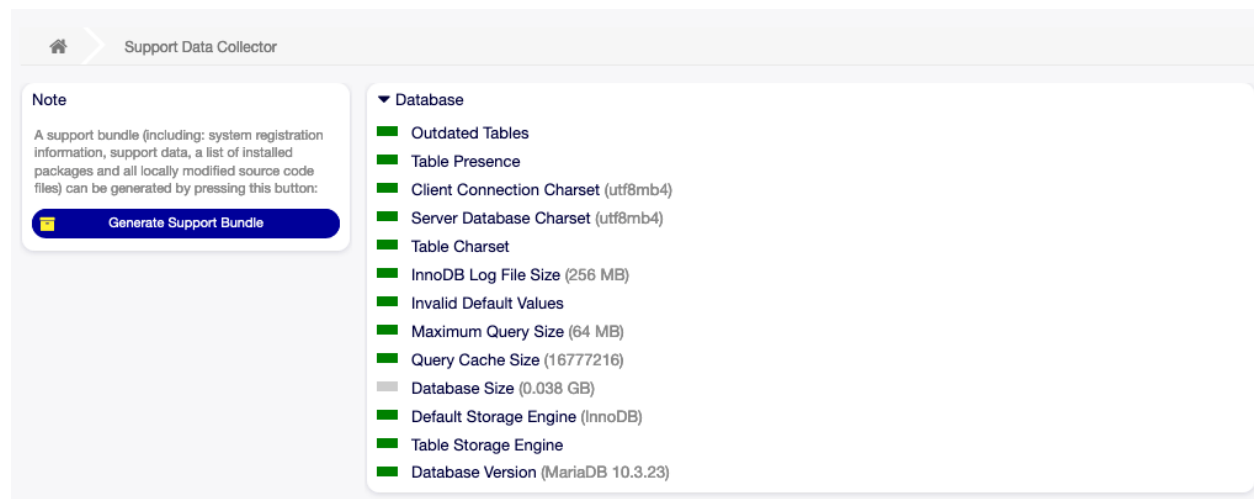 Support Data Collector
Note
A support bundle (including: system registration
information, support data, a list of installed
packages and all locally modified source code
files) can be generated by pressing this button:
Generate Support Bundle
Database
Outdated Tables
Table Presence
Client Connection Charset (utf8mb4)
Server Database Charset (utf8mb4)
Table Charset
InnoDB Log File Size (256 MB)
Invalid Default Values
Maximum Query Size (64 MB)
Query Cache Size (16777216)
Database Size (0.038 GB)
Default Storage Engine (InnoDB)
Table Storage Engine
Database Version (MariaDB 10.3.23)